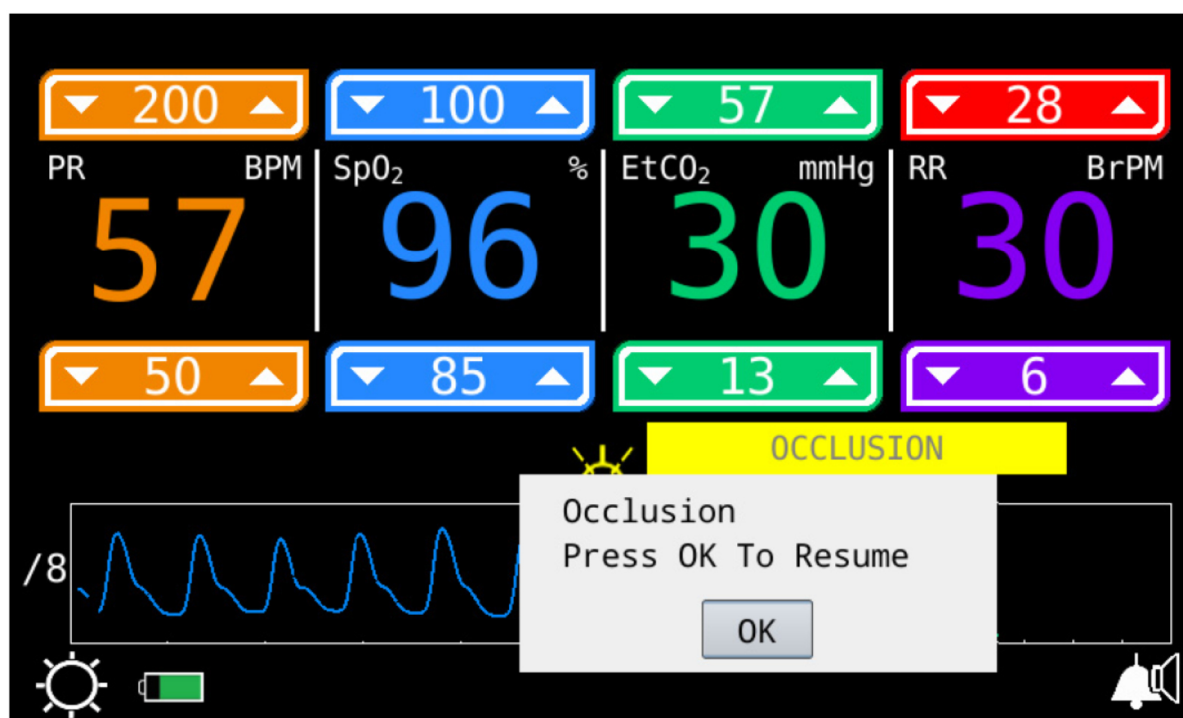 200 100 57 28
PR BPM SpO₂ % EtCO₂ mmHg RR BrPM
57 96 30 30
50 85 13 6
OCCLUSION
Occlusion
Press OK To Resume
/8
OK